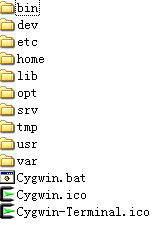 bin
dev
etc
home
lib
opt
srv
tmp
usr
var
Cygwin.bat
Cygwin.ico
Cygwin-Terminal.ico